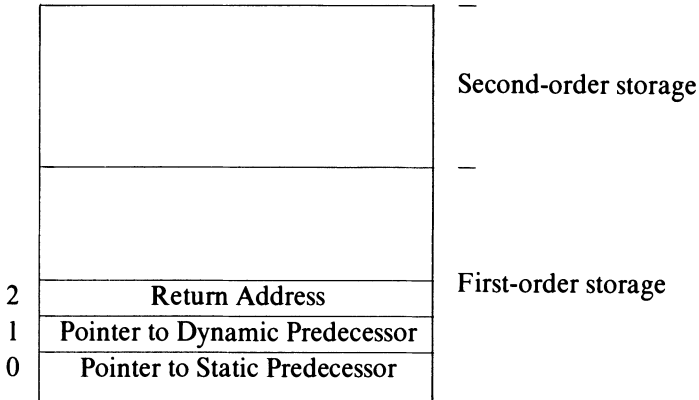 Second-order storage
First-order storage
2 Return Address
1 Pointer to Dynamic Predecessor
0 Pointer to Static Predecessor